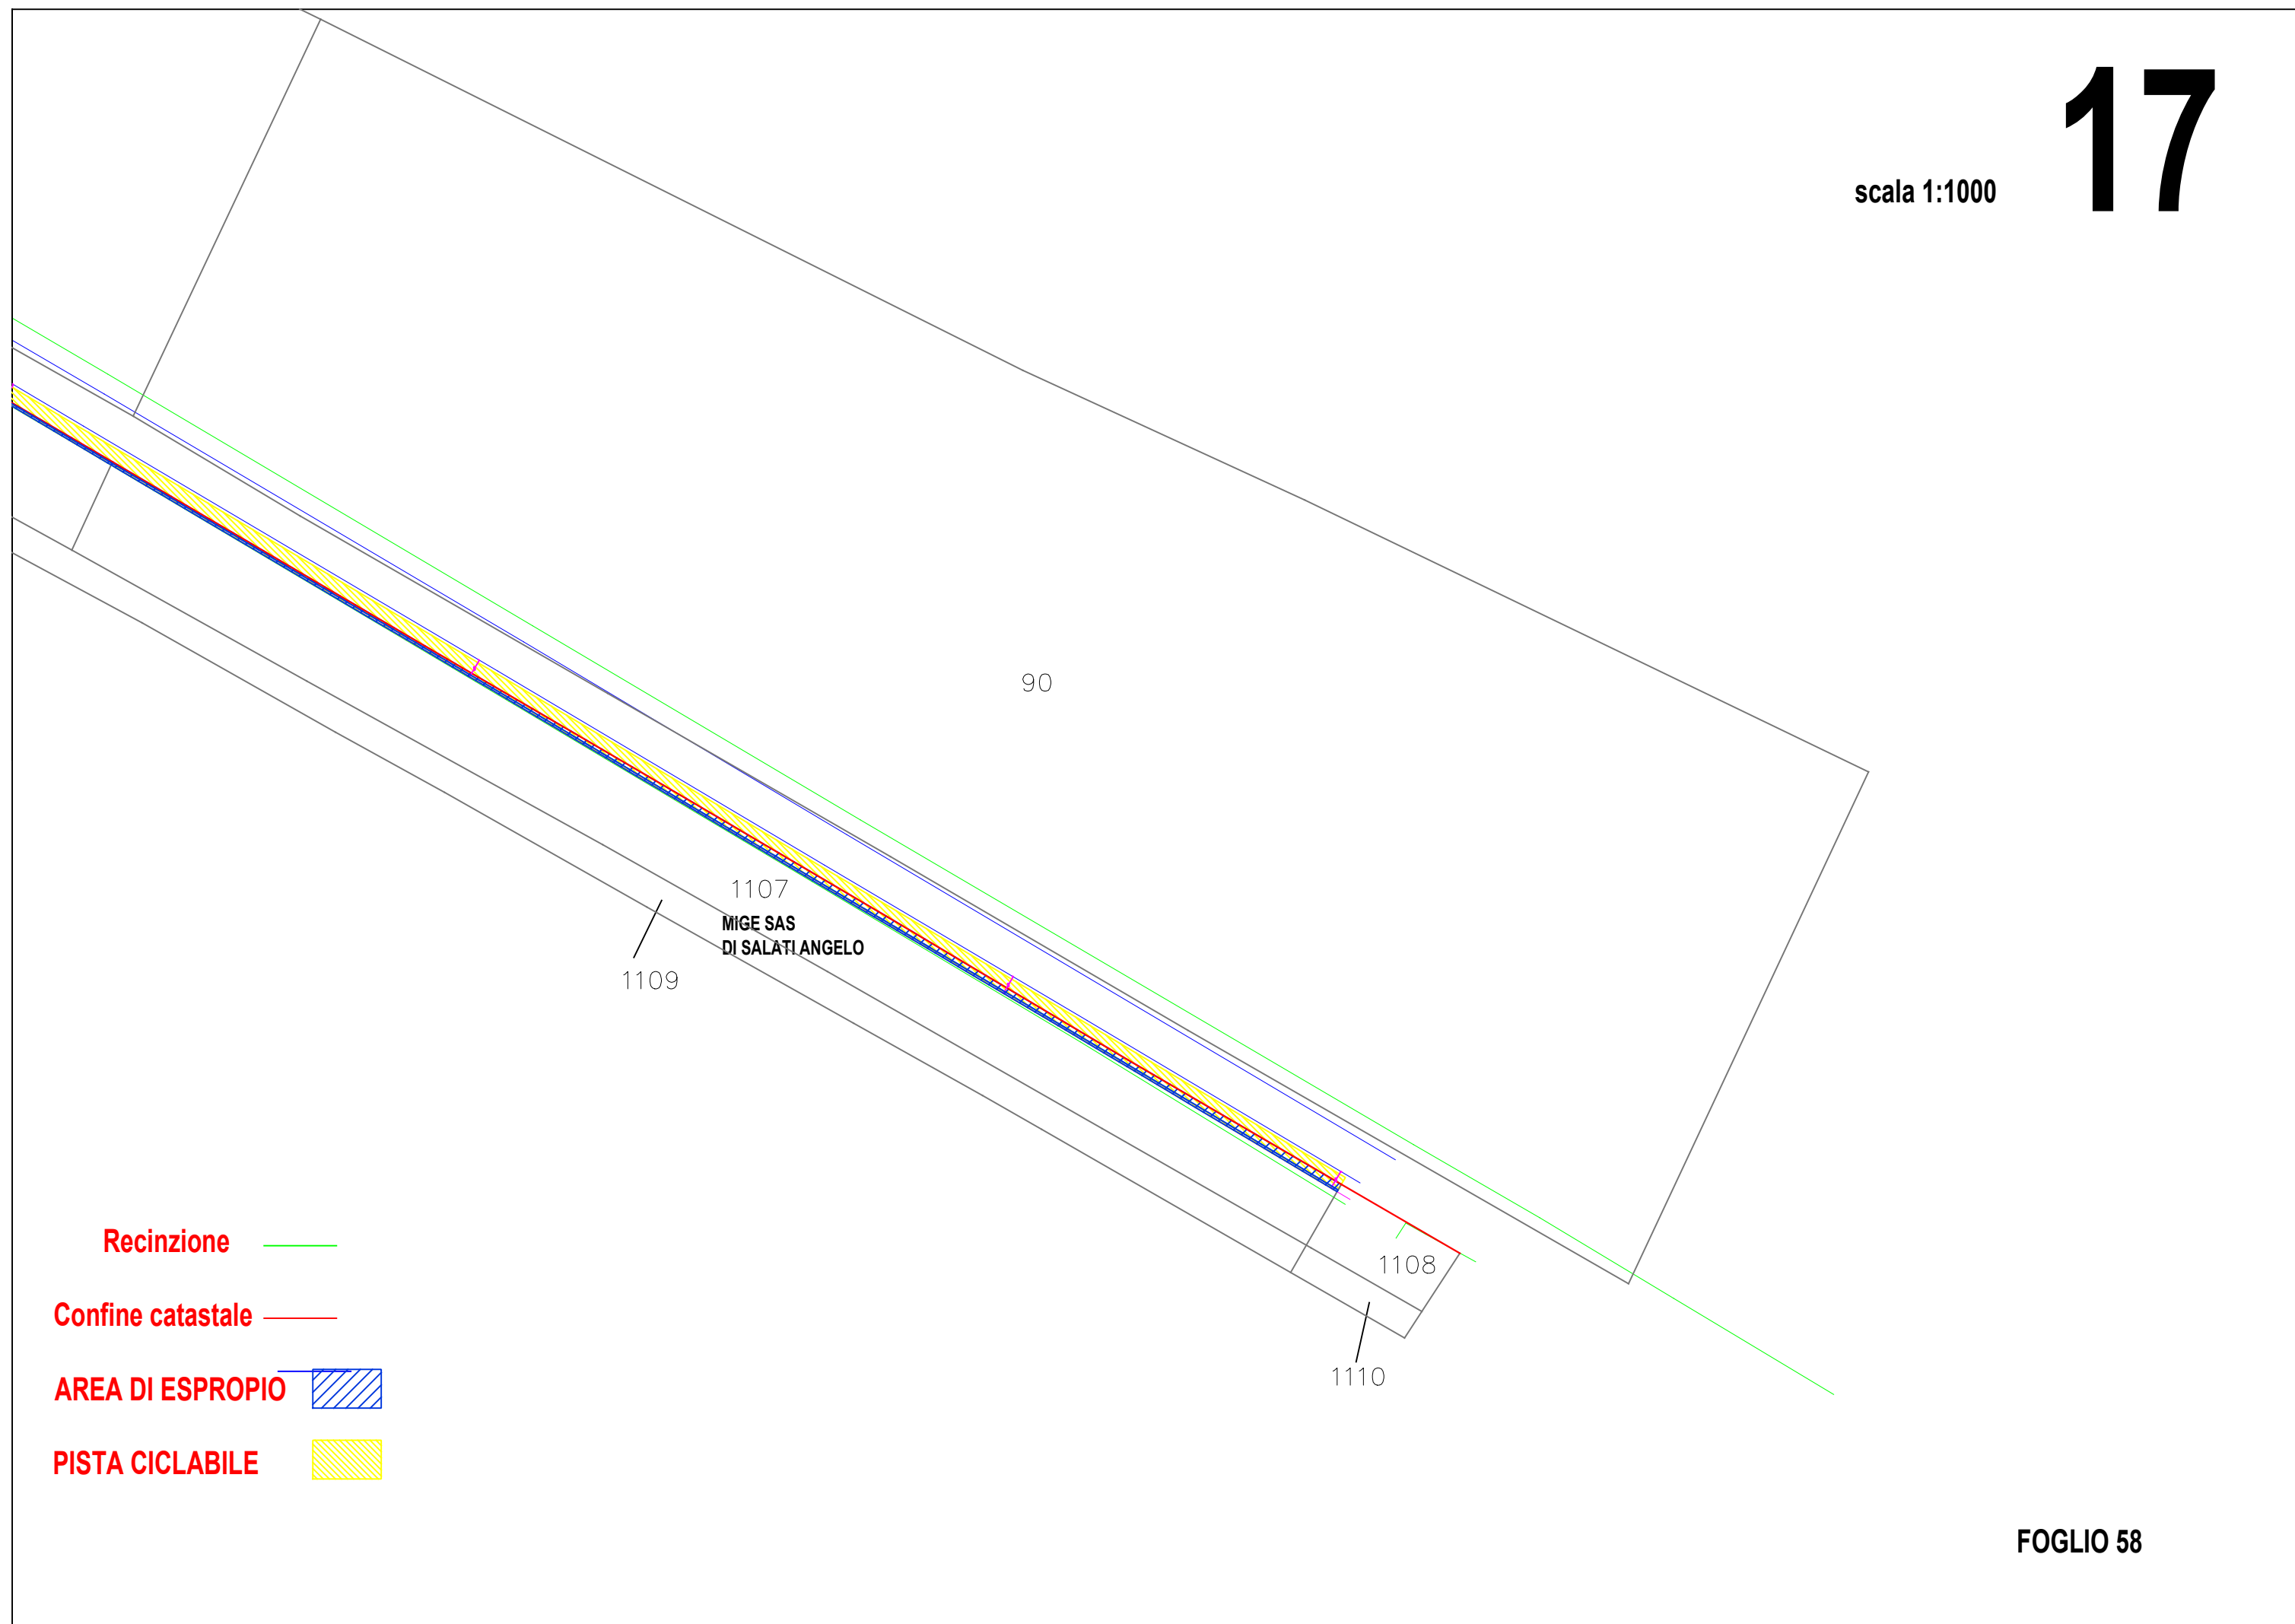 17
scala 1:1000
90
1107
MIGE SAS
DI SALATI ANGELO
1109
1108
1110
Recinzione
Confine catastale
AREA DI ESPROPIO
PISTA CICLABILE
FOGLIO 58